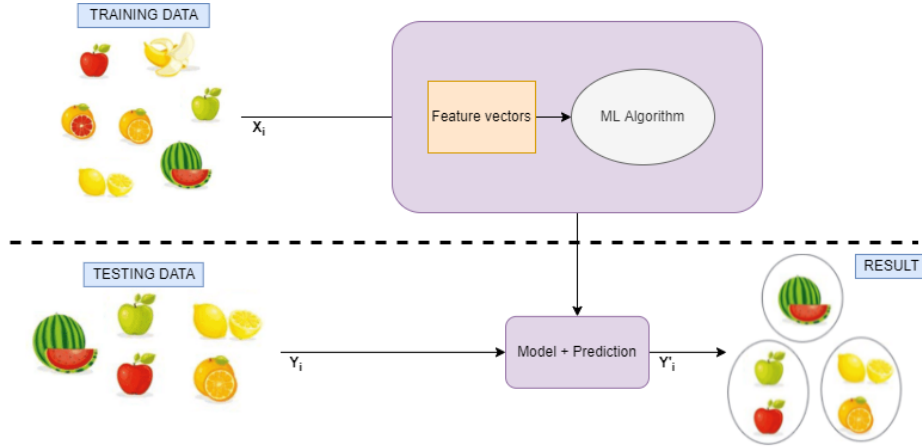 TRAINING DATA
Feature vectors
ML Algorithm
Xi
TESTING DATA
RESULT
Model + Prediction
Yi
Y'i